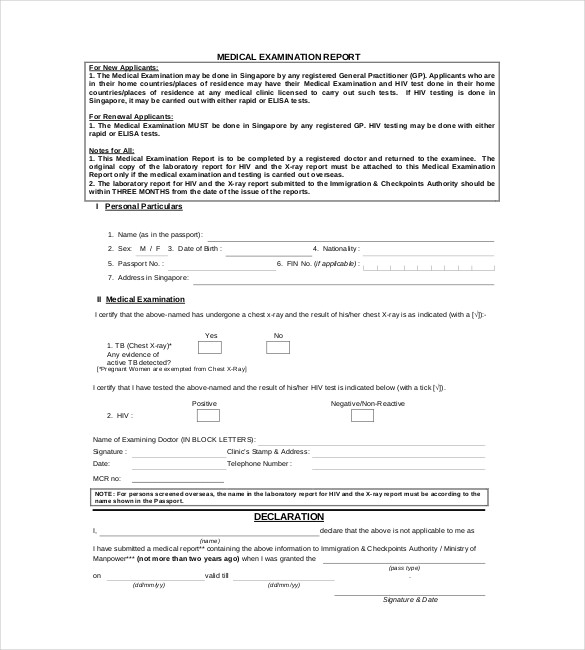 MEDICAL EXAMINATION REPORT
For New Applicants:
1. The Medical Examination may be done in Singapore by any registered General Practitioner (GP). Applicants who are
in their home countries/places of residence may have their Medical Examination and HIV test done in their home
countries/places of residence at any medical clinic licensed to carry out such tests. If HIV testing is done in
Singapore, it may be carried out with either rapid or ELISA tests.
For Renewal Applicants:
1. The Medical Examination MUST be done in Singapore by any registered GP. HIV testing may be done with either
rapid or ELISA tests.
Notes for All:
1. This Medical Examination Report is to be completed by a registered doctor and returned to the examinee. The
original copy of the laboratory report for HIV and the X-ray report must be attached to this Medical Examination
Report only if the medical examination and testing is carried out overseas.
2. The laboratory report for HIV and the X-ray report submitted to the Immigration & Checkpoints Authority should be
within THREE MONTHS from the date of the issue of the reports.
I Personal Particulars
1. Name (as in the passport):
2. Sex: M / F 3. Date of Birth : 4. Nationality :
5. Passport No. : 6. FIN No. (if applicable) :
7. Address in Singapore:
II Medical Examination
I certify that the above-named has undergone a chest x-ray and the result of his/her chest X-ray is as indicated (with a [√]):-
Yes No
1. TB (Chest X-ray)*
Any evidence of
active TB detected?
[*Pregnant Women are exempted from Chest X-Ray]
I certify that I have tested the above-named and the result of his/her HIV test is indicated below (with a tick [√]).
Positive Negative/Non-Reactive
2. HIV :
Name of Examining Doctor (IN BLOCK LETTERS):
Signature : Clinic's Stamp & Address:
Date: Telephone Number :
MCR no:
NOTE: For persons screened overseas, the name in the laboratory report for HIV and the X-ray report must be according to the
name shown in the Passport.
DECLARATION
I, declare that the above is not applicable to me as
(name)
I have submitted a medical report** containing the above information to Immigration & Checkpoints Authority / Ministry of
Manpower*** (not more than two years ago) when I was granted the
(pass type)
on valid till .
(dd/mm/yy) (dd/mm/yy)
Signature & Date